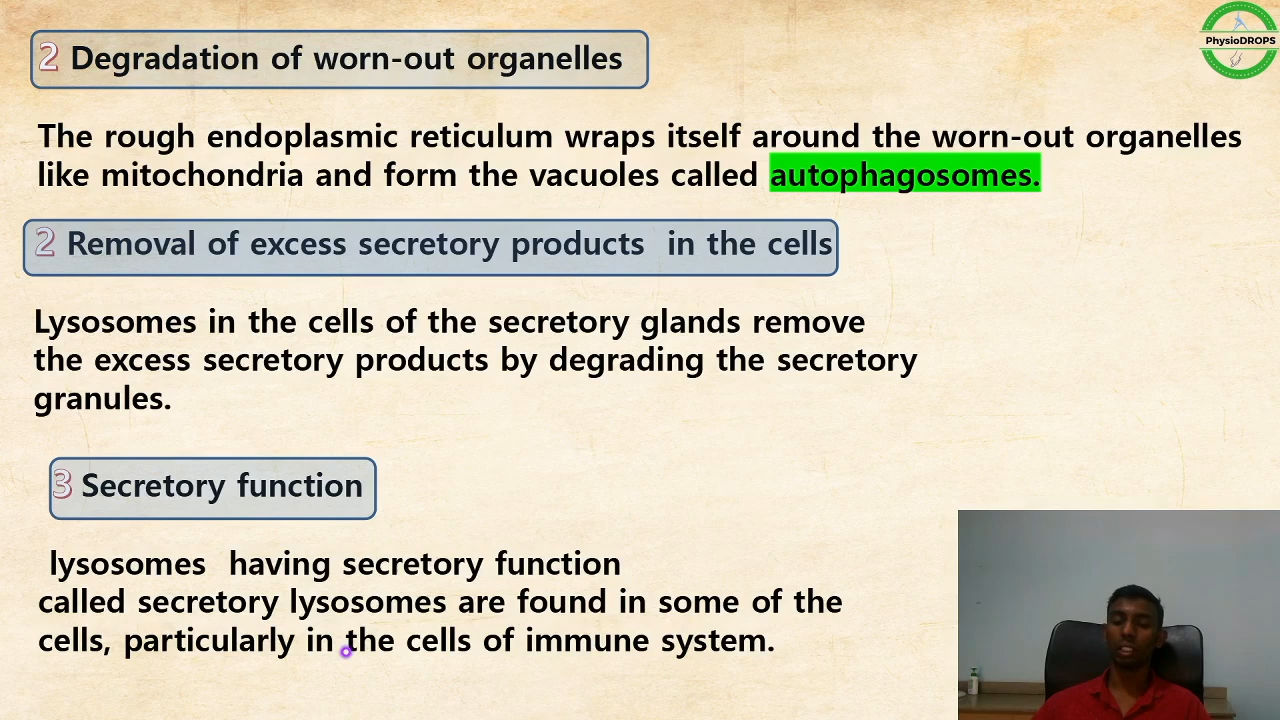 PhysioDROPS
2 Degradation of worn-out organelles
The rough endoplasmic reticulum wraps itself around the worn-out organelles
like mitochondria and form the vacuoles called autophagosomes.
2 Removal of excess secretory products in the cells
Lysosomes in the cells of the secretory glands remove
the excess secretory products by degrading the secretory
granules.
3 Secretory function
lysosomes having secretory function
called secretory lysosomes are found in some of the
cells, particularly in the cells of immune system.